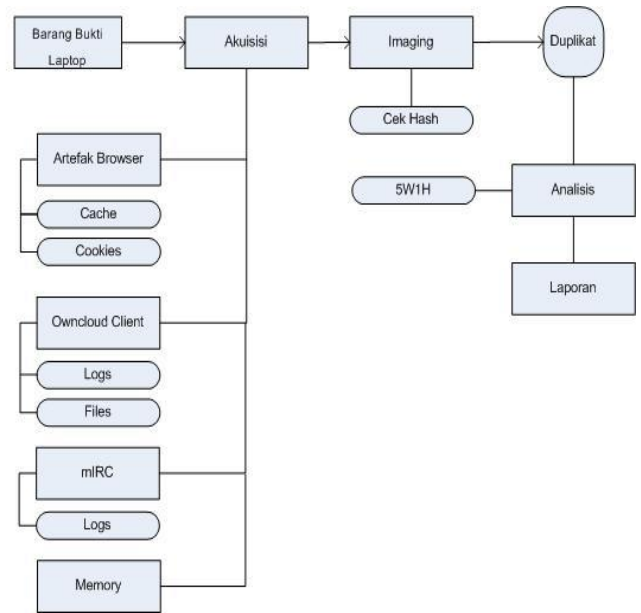 Barang Bukti
Laptop
Akuisisi
Imaging
Duplikat
Cek Hash
Artefak Browser
Cache
Cookies
5W1H
Analisis
Laporan
Owncloud Client
Logs
Files
mIRC
Logs
Memory